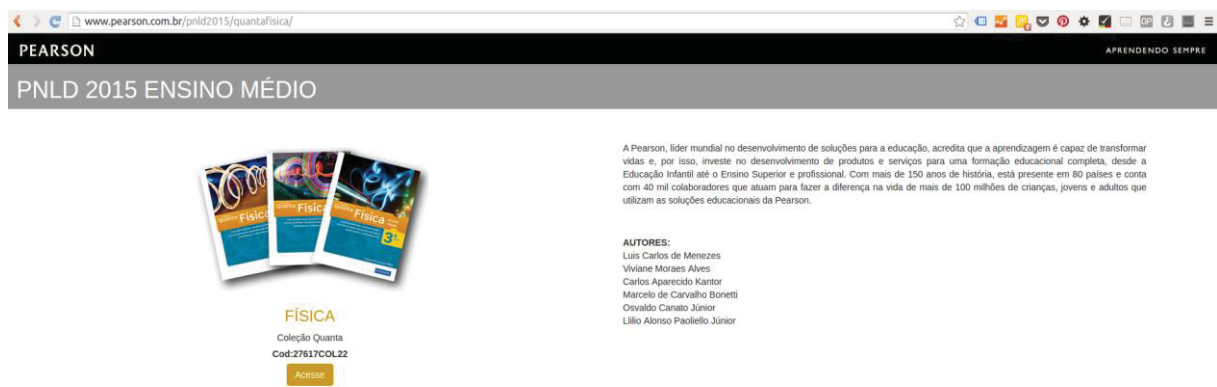 www.pearson.com.br/pnld2015/quantafisica/
PEARSON
APRENDENDO SEMPRE
PNLD 2015 ENSINO MÉDIO
Quanta Física
Quanta Física
Quanta Física
3º
FÍSICA
Coleção Quanta
Cod:27617COL22
Acesse
A Pearson, líder mundial no desenvolvimento de soluções para a educação, acredita que a aprendizagem é capaz de transformar
vidas e, por isso, investe no desenvolvimento de produtos e serviços para uma formação educacional completa, desde a
Educação Infantil até o Ensino Superior e profissional. Com mais de 150 anos de história, está presente em 80 países e conta
com 40 mil colaboradores que atuam para fazer a diferença na vida de mais de 100 milhões de crianças, jovens e adultos que
utilizam as soluções educacionais da Pearson.
AUTORES:
Luis Carlos de Menezes
Viviane Moraes Alves
Carlos Aparecido Kantor
Marcelo de Carvalho Bonetti
Osvaldo Canato Júnior
Llilio Alonso Paoliello Júnior